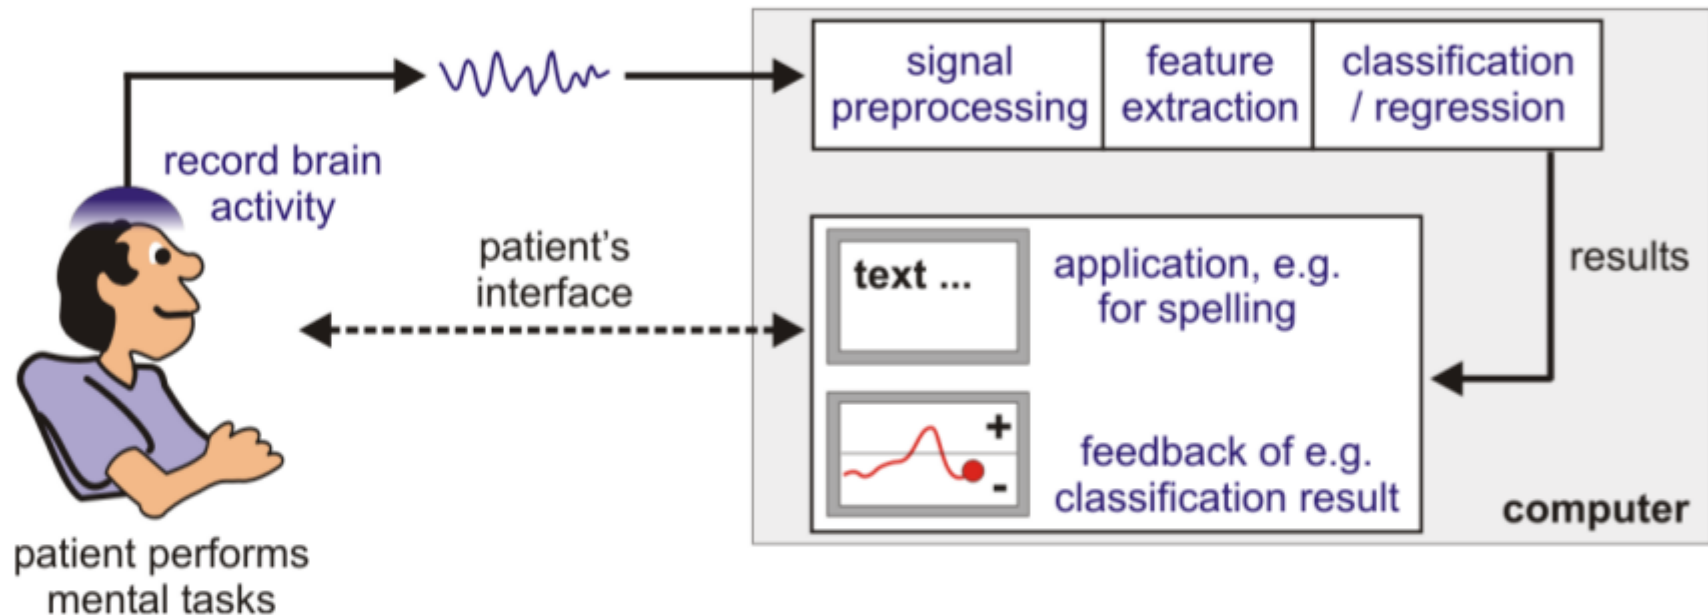 signal
preprocessing
feature
extraction
classification
/ regression
record brain
activity
patient's
interface
text ...
application, e.g.
for spelling
results
+
-
feedback of e.g.
classification result
computer
patient performs
mental tasks